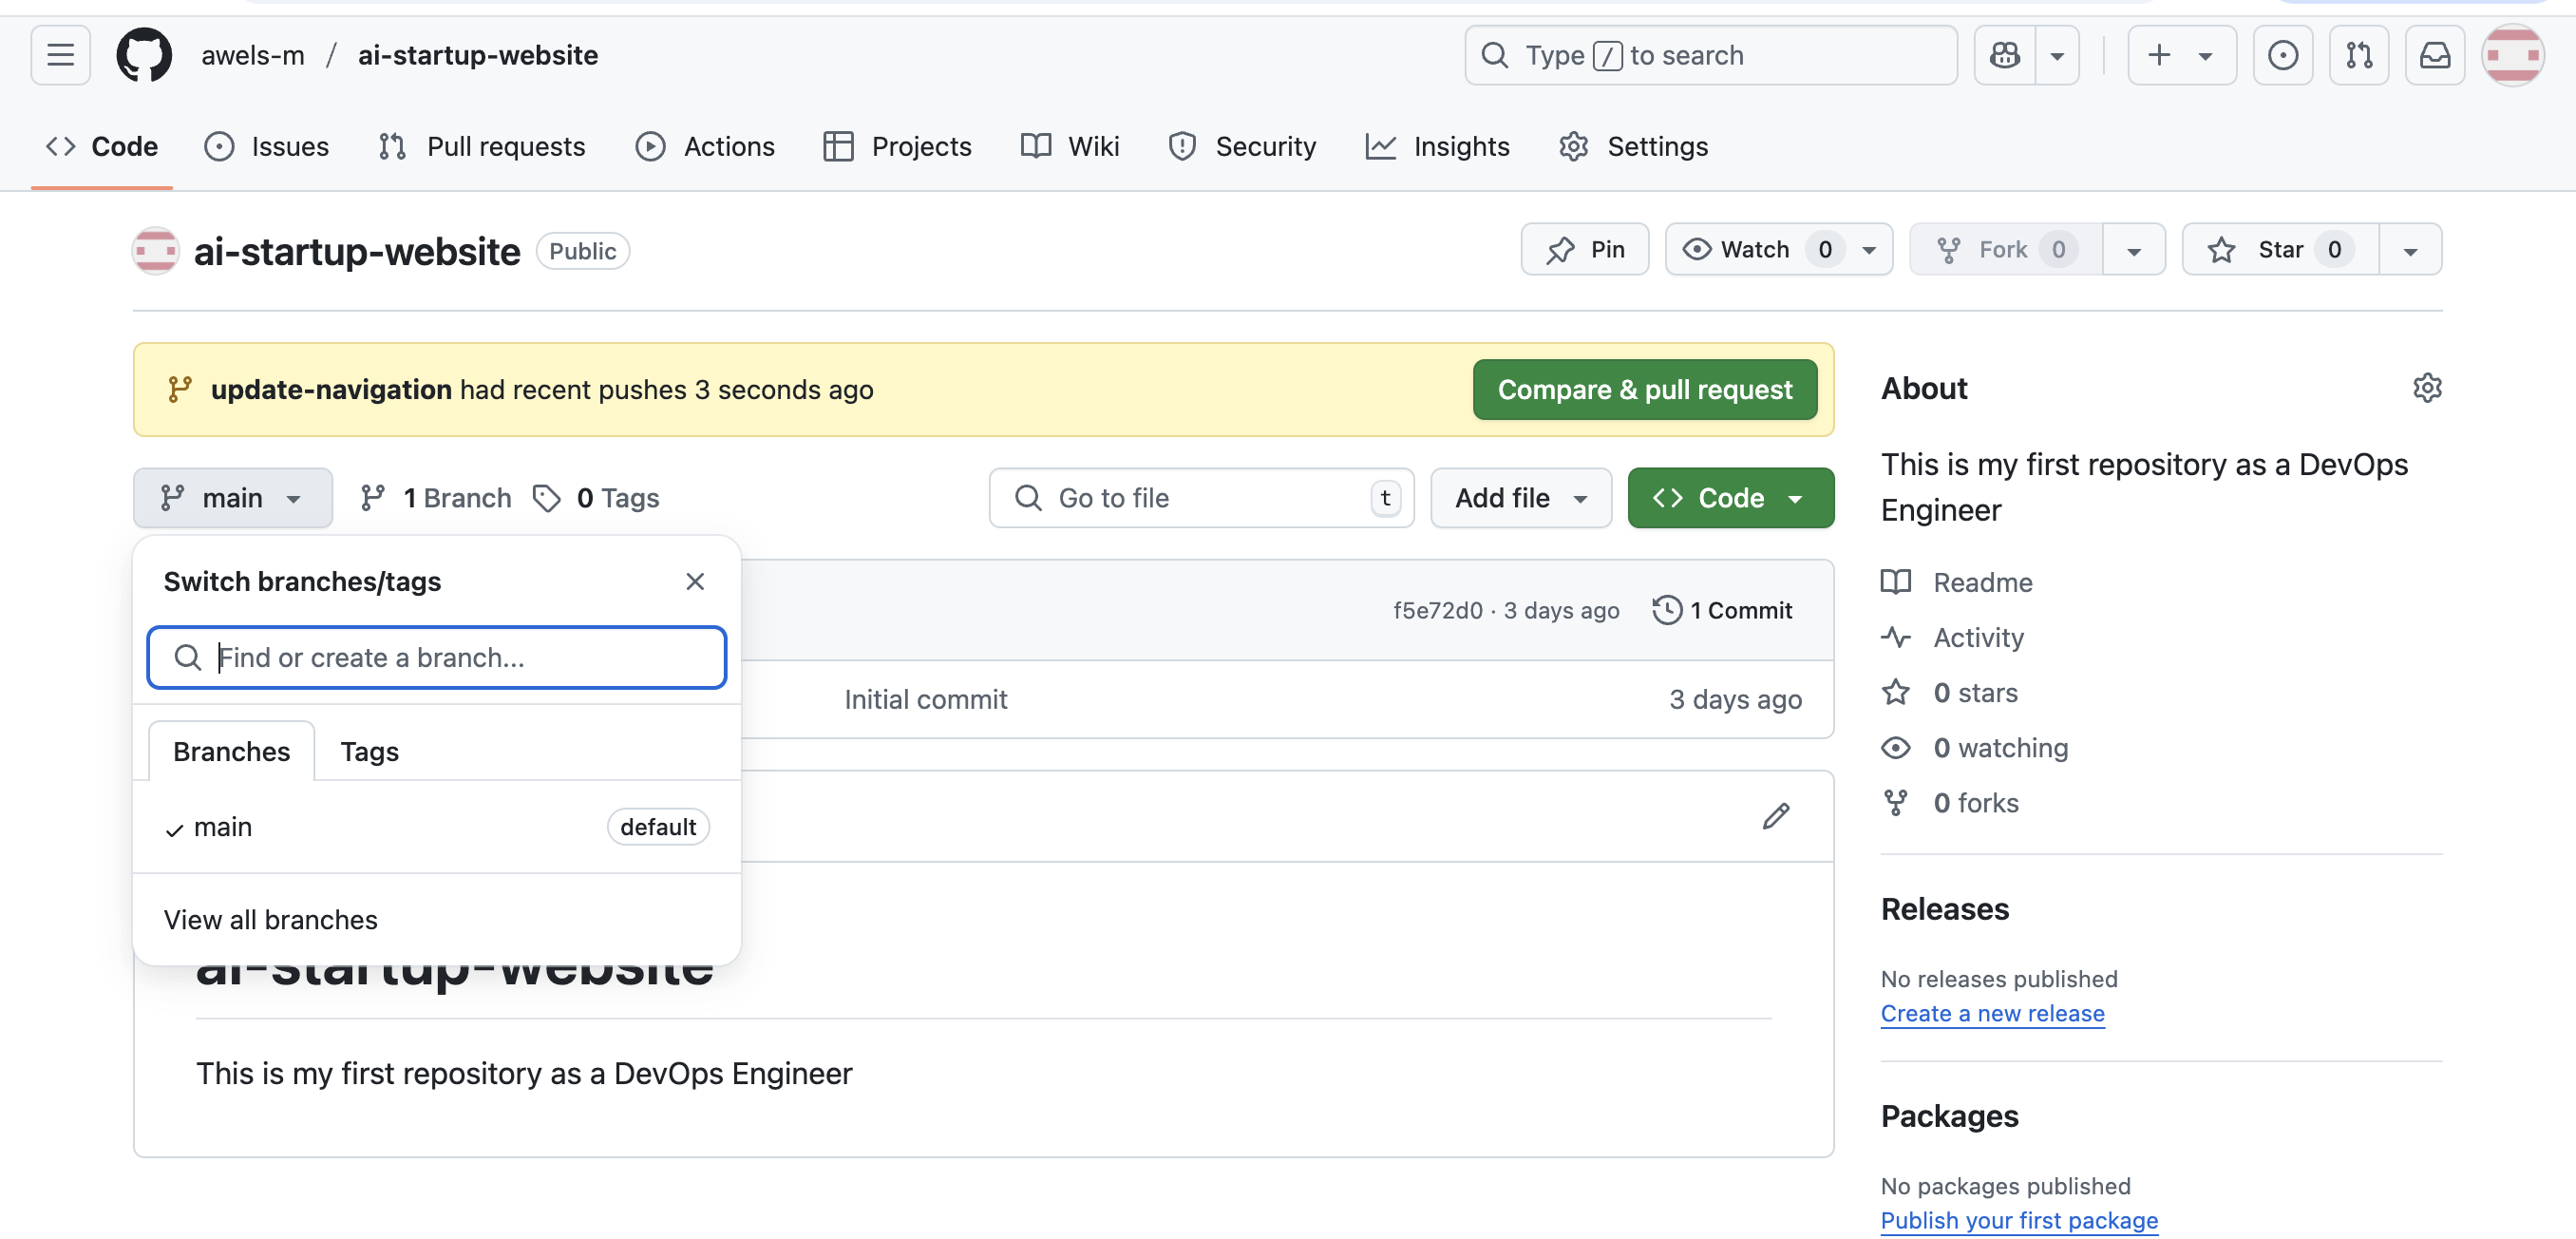 awels-m / ai-startup-website
Type / to search
Code Issues Pull requests Actions Projects Wiki Security Insights Settings
ai-startup-website Public
Pin Watch 0 Fork 0 Star 0
update-navigation had recent pushes 3 seconds ago
Compare & pull request
main 1 Branch 0 Tags
Go to file t Add file Code
Switch branches/tags
Find or create a branch...
Branches Tags
main default
View all branches
f5e72d0 · 3 days ago 1 Commit
Initial commit 3 days ago
ai-startup-website
This is my first repository as a DevOps Engineer
About
This is my first repository as a DevOps
Engineer
Readme
Activity
0 stars
0 watching
0 forks
Releases
No releases published
Create a new release
Packages
No packages published
Publish your first package